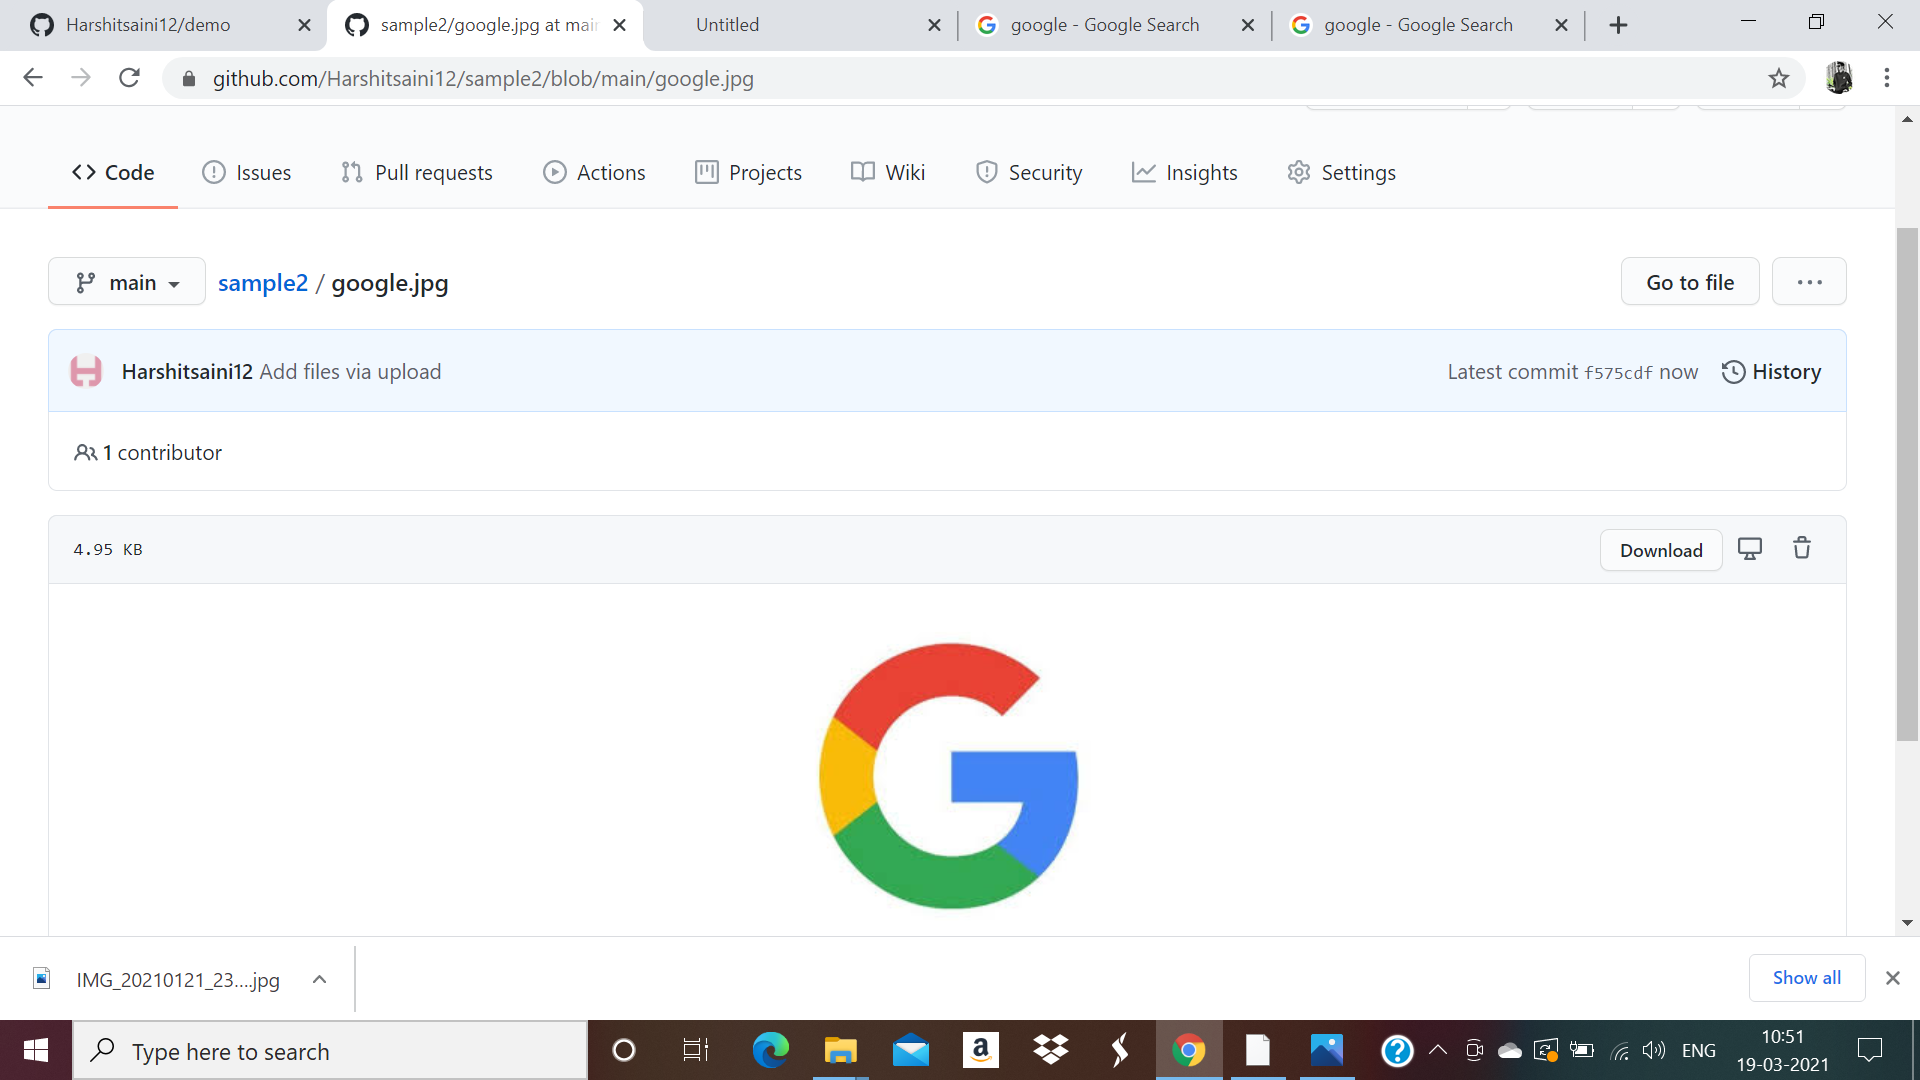 Harshitsaini12/demo
sample2/google.jpg at mai
Untitled
google - Google Search
google - Google Search
github.com/Harshitsaini12/sample2/blob/main/google.jpg
Code
Issues
Pull requests
Actions
Projects
Wiki
Security
Insights
Settings
main
sample2 / google.jpg
Go to file
Harshitsaini12 Add files via upload
Latest commit f575cdf now
History
1 contributor
4.95 KB
Download
IMG_20210121_23....jpg
Show all
Type here to search
ENG
10:51
19-03-2021